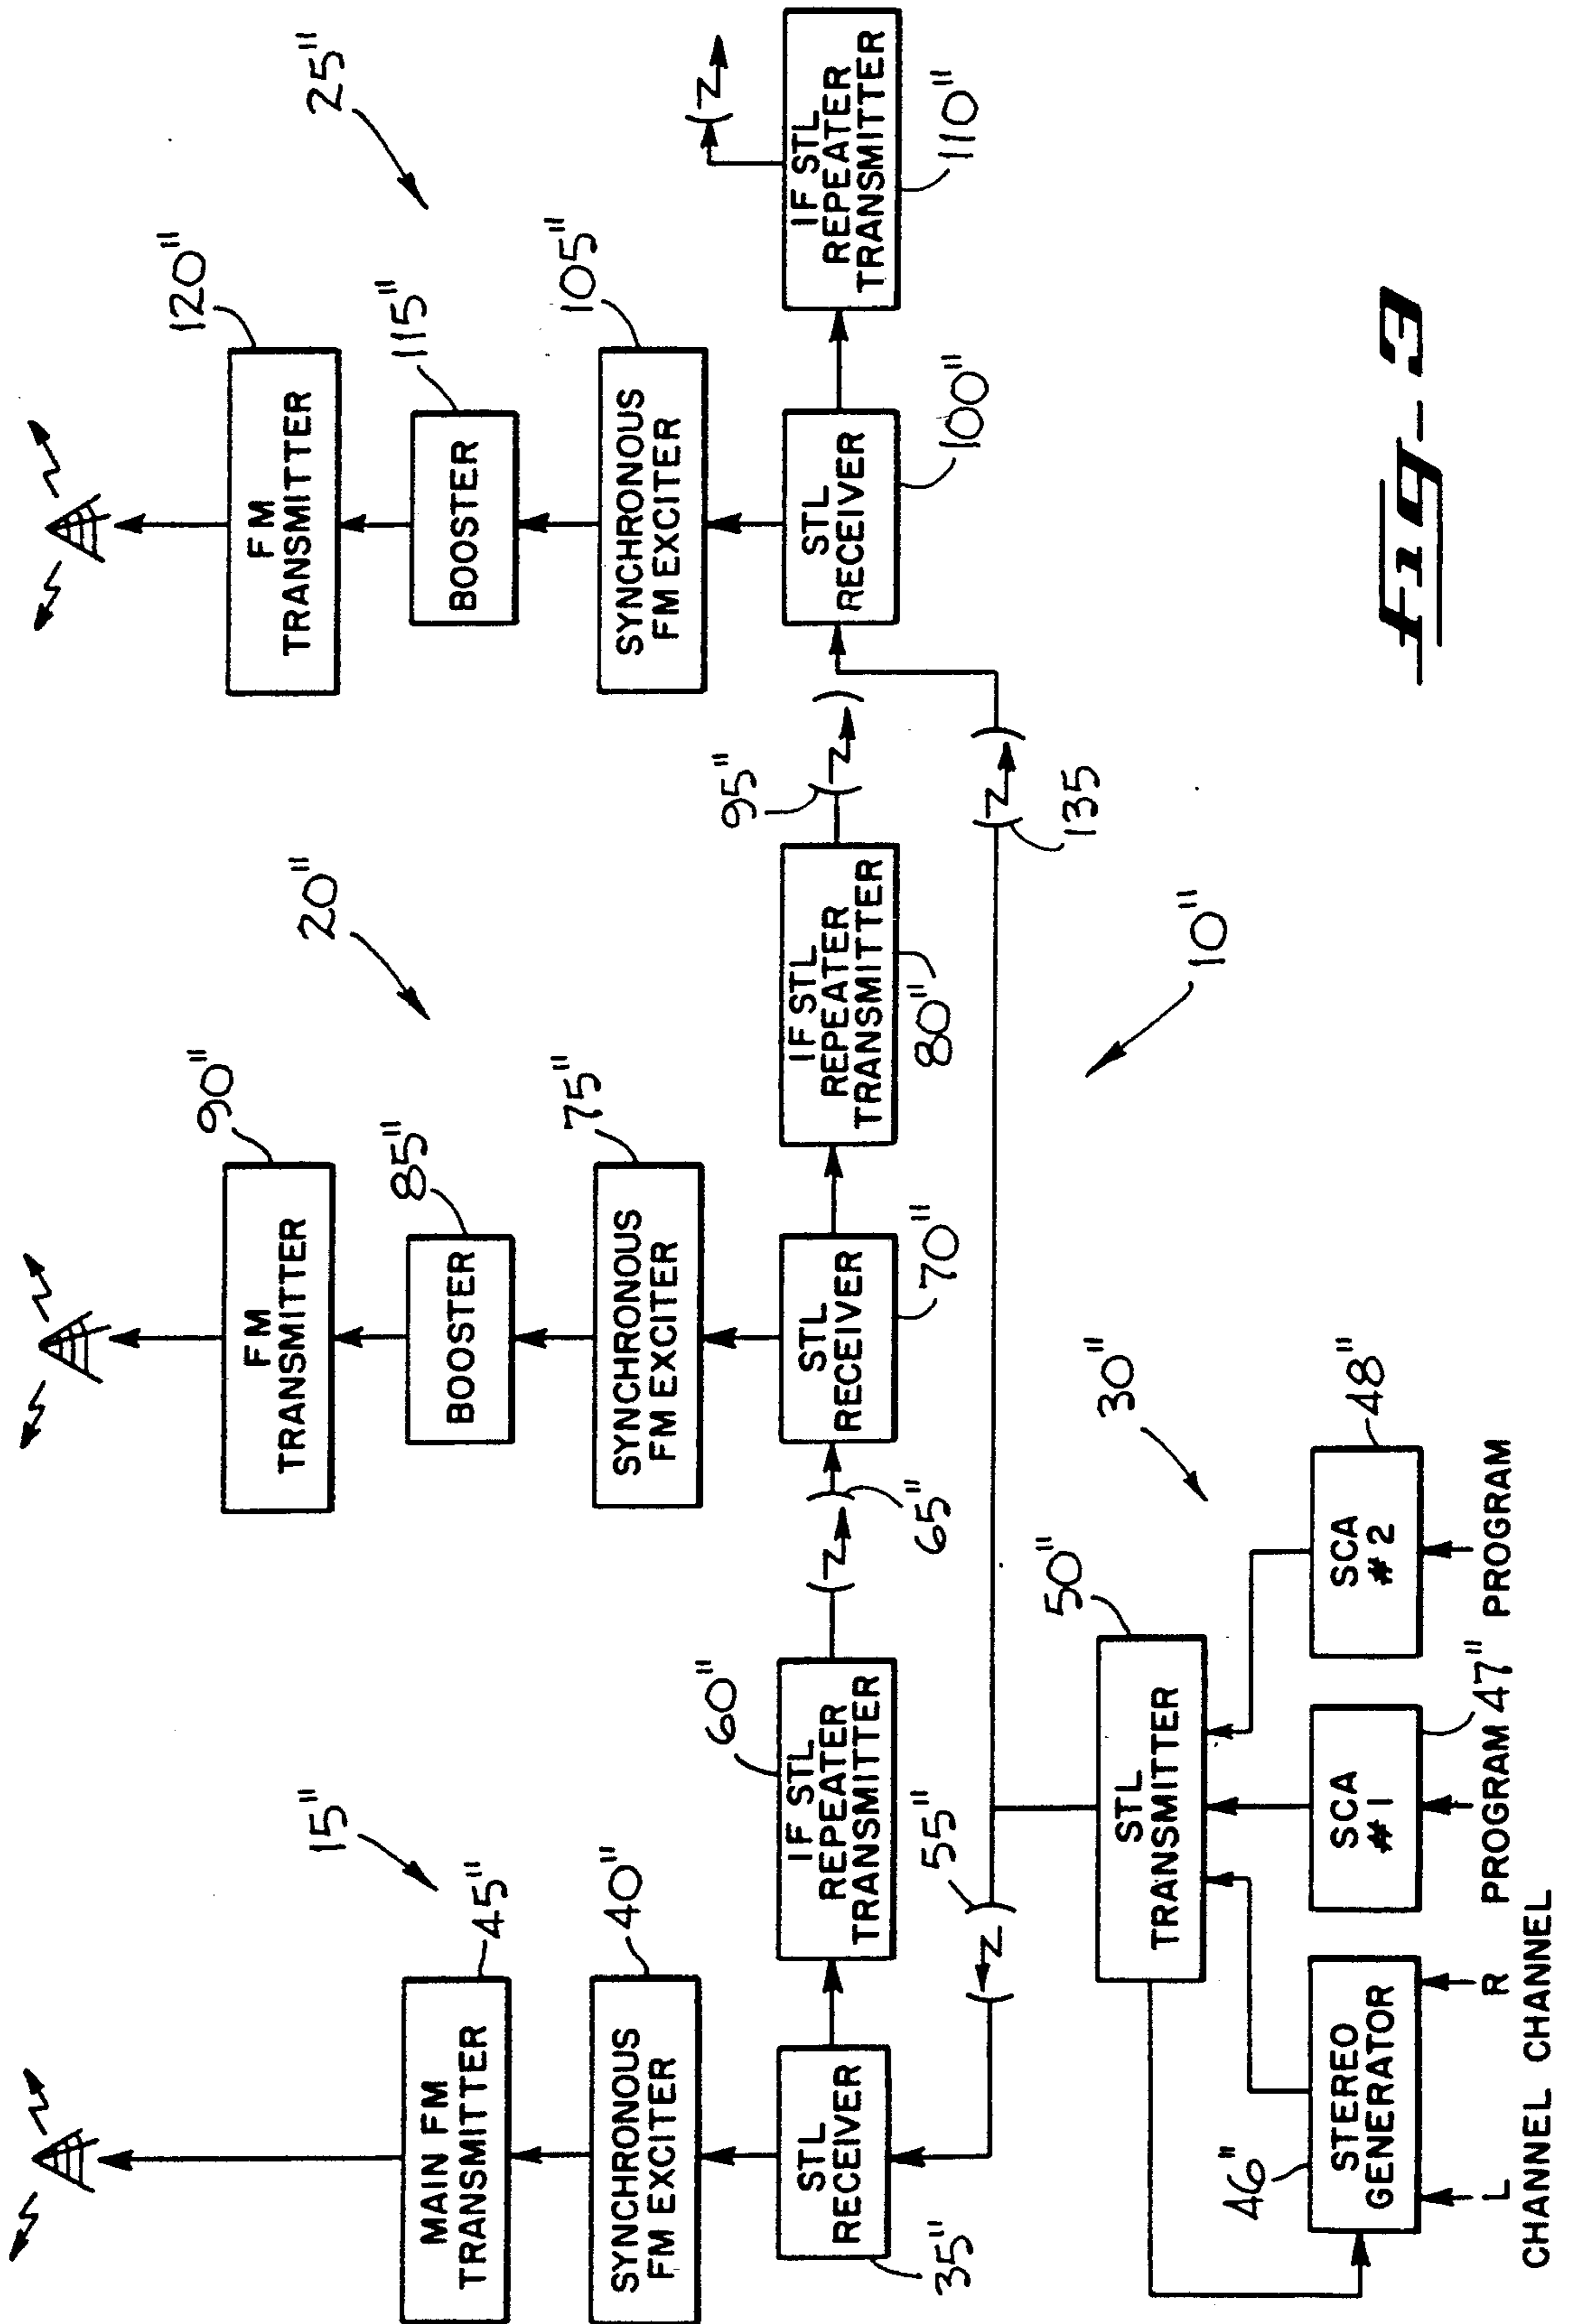 15"
20"
25"
MAIN FM
TRANSMITTER
45"
SYNCHRONOUS
FM EXCITER
40"
STL
RECEIVER
35"
IF STL
REPEATER
TRANSMITTER
60"
55"
65"
FM
TRANSMITTER
90"
BOOSTER
85"
SYNCHRONOUS
FM EXCITER
75"
STL
RECEIVER
70"
IF STL
REPEATER
TRANSMITTER
80"
95"
135
FM
TRANSMITTER
120"
BOOSTER
115"
SYNCHRONOUS
FM EXCITER
105"
STL
RECEIVER
100"
IF STL
REPEATER
TRANSMITTER
110"
10"
30"
STL
TRANSMITTER
50"
STEREO
GENERATOR
46"
SCA
#1
47"
SCA
#2
48"
L
CHANNEL
R
CHANNEL
PROGRAM
PROGRAM
Fig-3